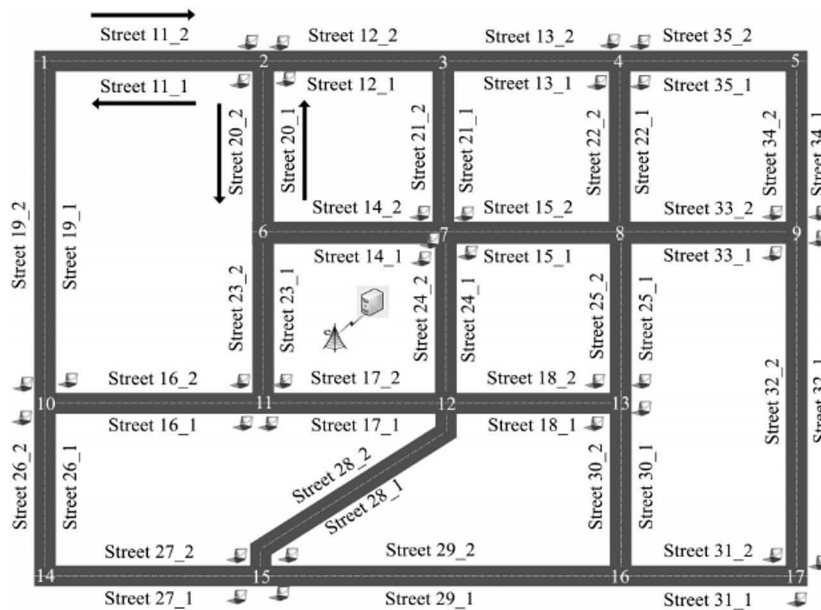 Street 11_2
Street 12_2
Street 13_2
Street 35_2
1
2
3
4
5
Street 11_1
Street 12_1
Street 13_1
Street 35_1
Street 20_2
Street 20_1
Street 21_2
Street 21_1
Street 22_2
Street 22_1
Street 34_2
Street 34_1
Street 19_2
Street 19_1
Street 14_2
Street 15_2
Street 33_2
6
7
8
9
Street 14_1
Street 15_1
Street 33_1
Street 23_2
Street 23_1
Street 24_2
Street 24_1
Street 25_2
Street 25_1
Street 32_2
Street 32_1
Street 16_2
Street 17_2
Street 18_2
10
11
12
13
Street 16_1
Street 17_1
Street 18_1
Street 26_2
Street 26_1
Street 28_2
Street 28_1
Street 30_2
Street 30_1
Street 27_2
Street 29_2
Street 31_2
14
15
16
17
Street 27_1
Street 29_1
Street 31_1